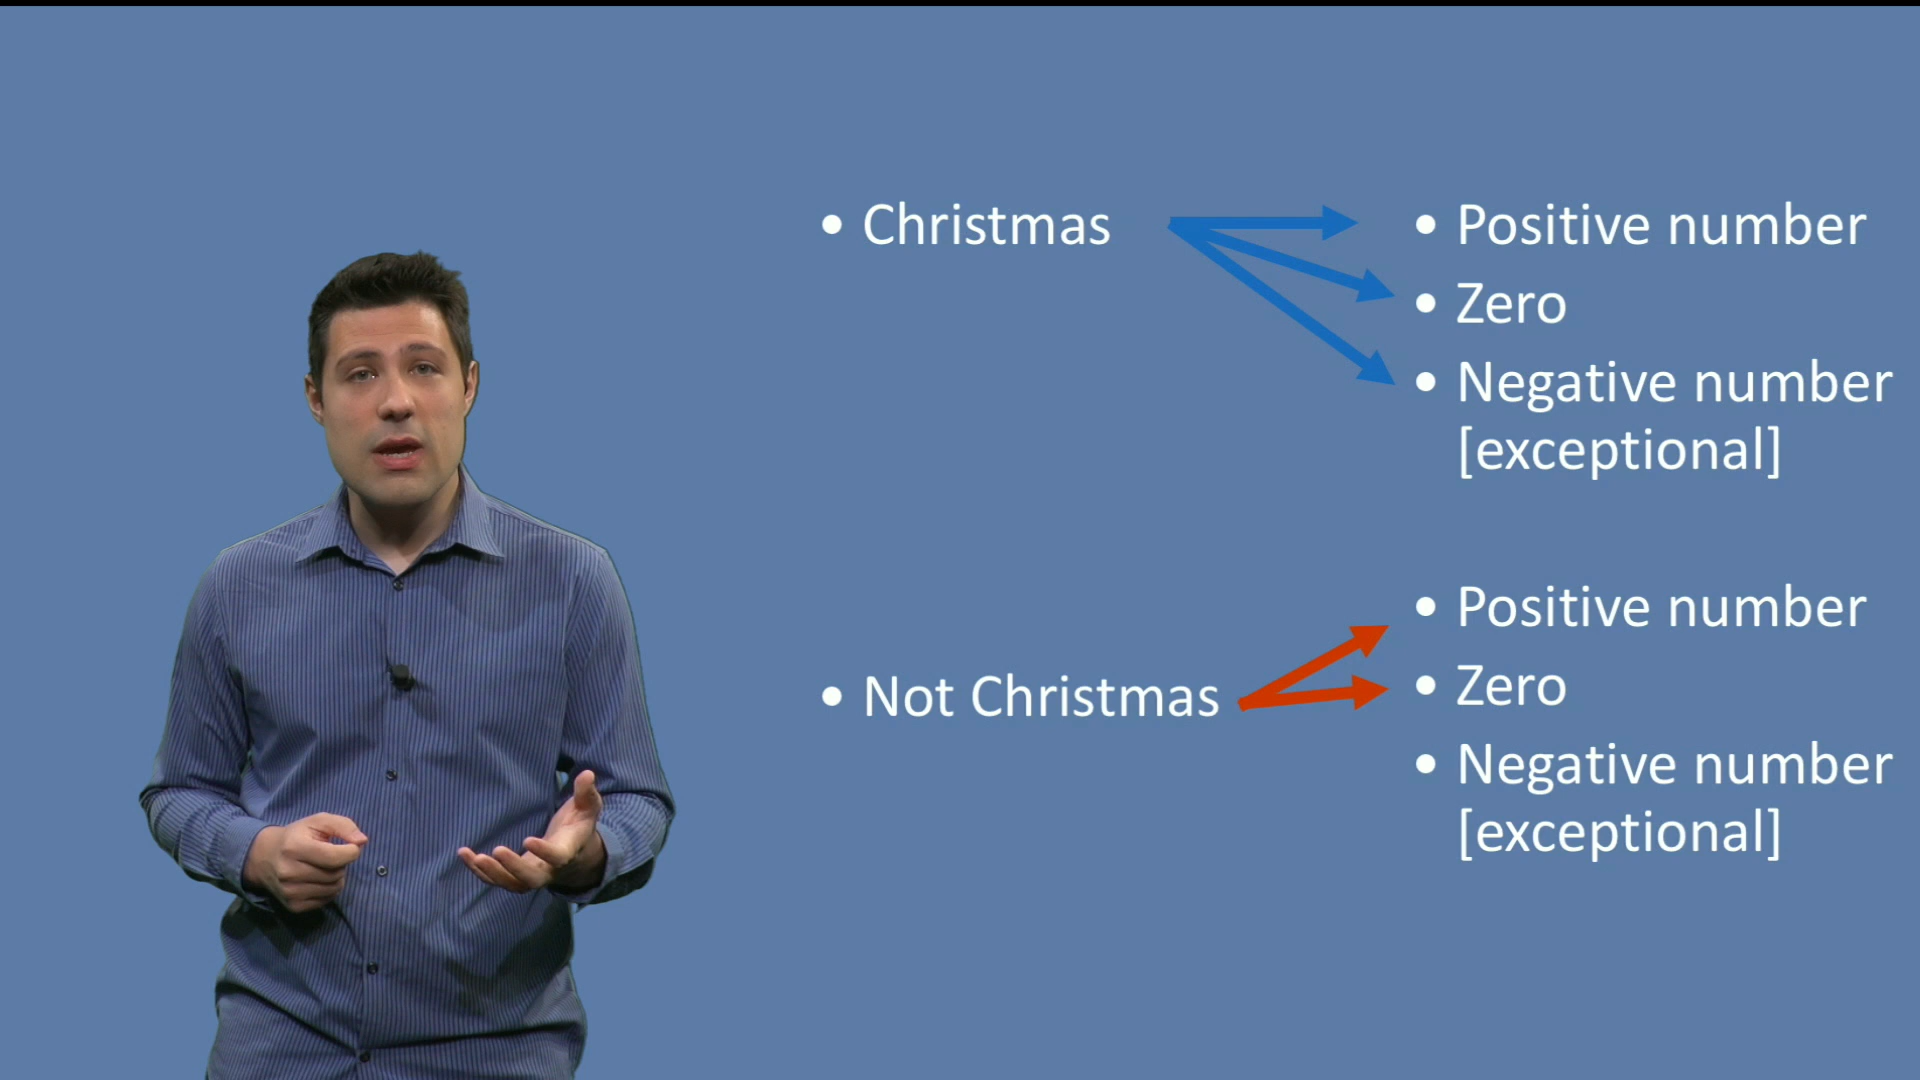 • Christmas
• Positive number
• Zero
• Negative number
[exceptional]
• Not Christmas
• Positive number
• Zero
• Negative number
[exceptional]